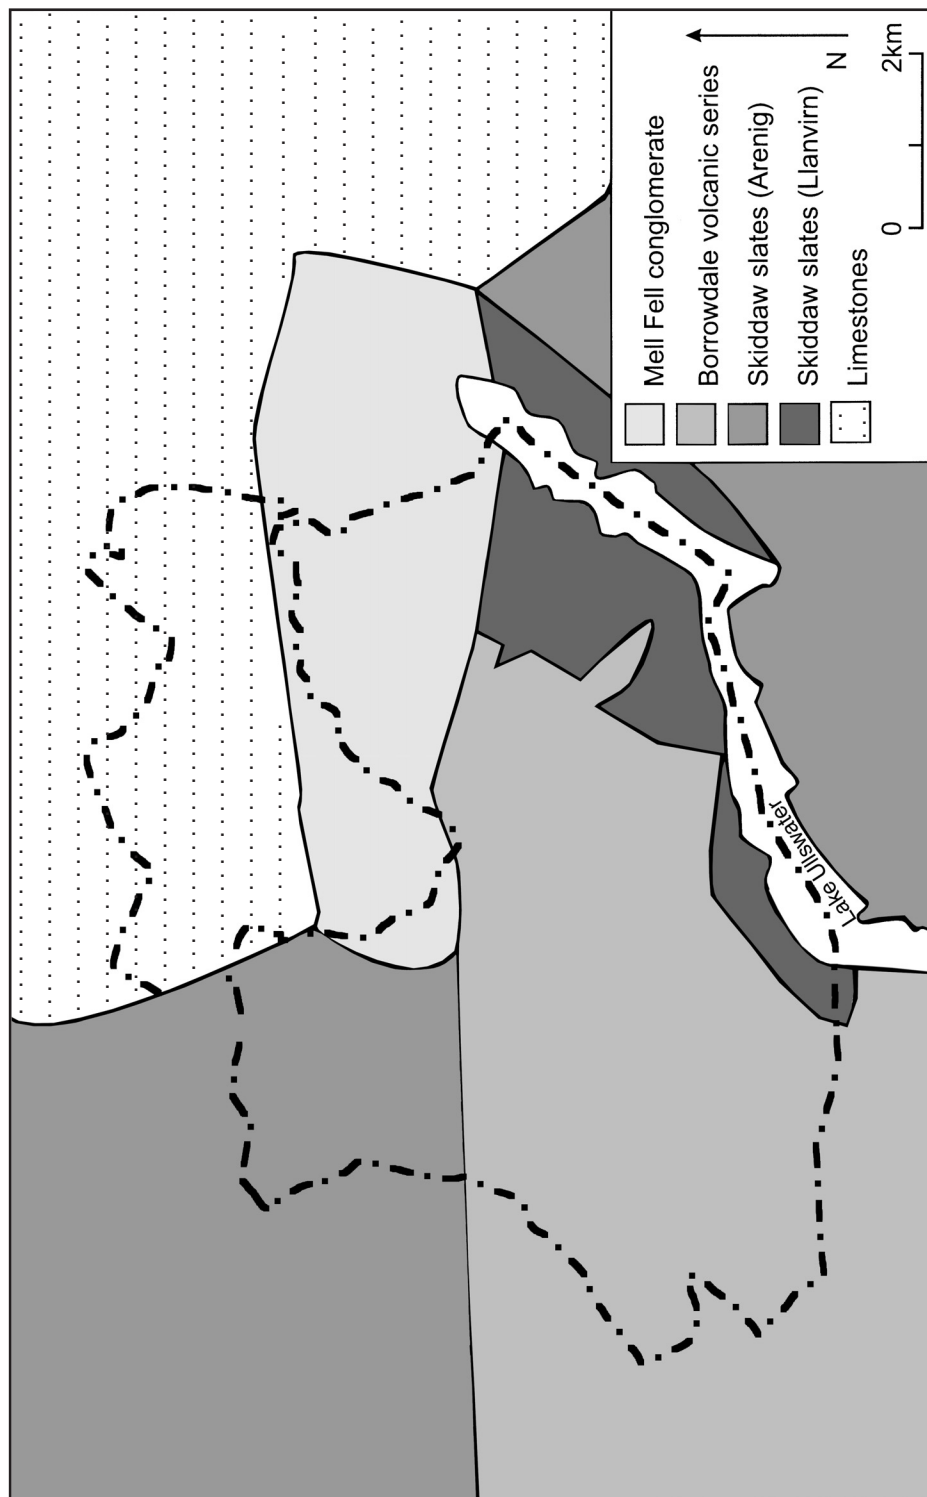 Mell Fell conglomerate
Borrowdale volcanic series
Skiddaw slates (Arenig)
Skiddaw slates (Llanvirn)
Limestones
N
0 2km
Lake Ullswater